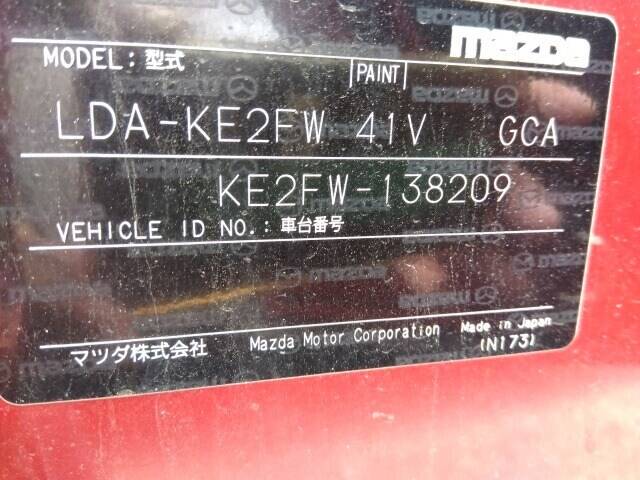 mazda
MODEL: 型式 |PAINT|
LDA-KE2FW 41V GCA
KE2FW-138209
VEHICLE ID NO.: 車台番号
マツダ株式会社 Mazda Motor Corporation Made in Japan
(N173)